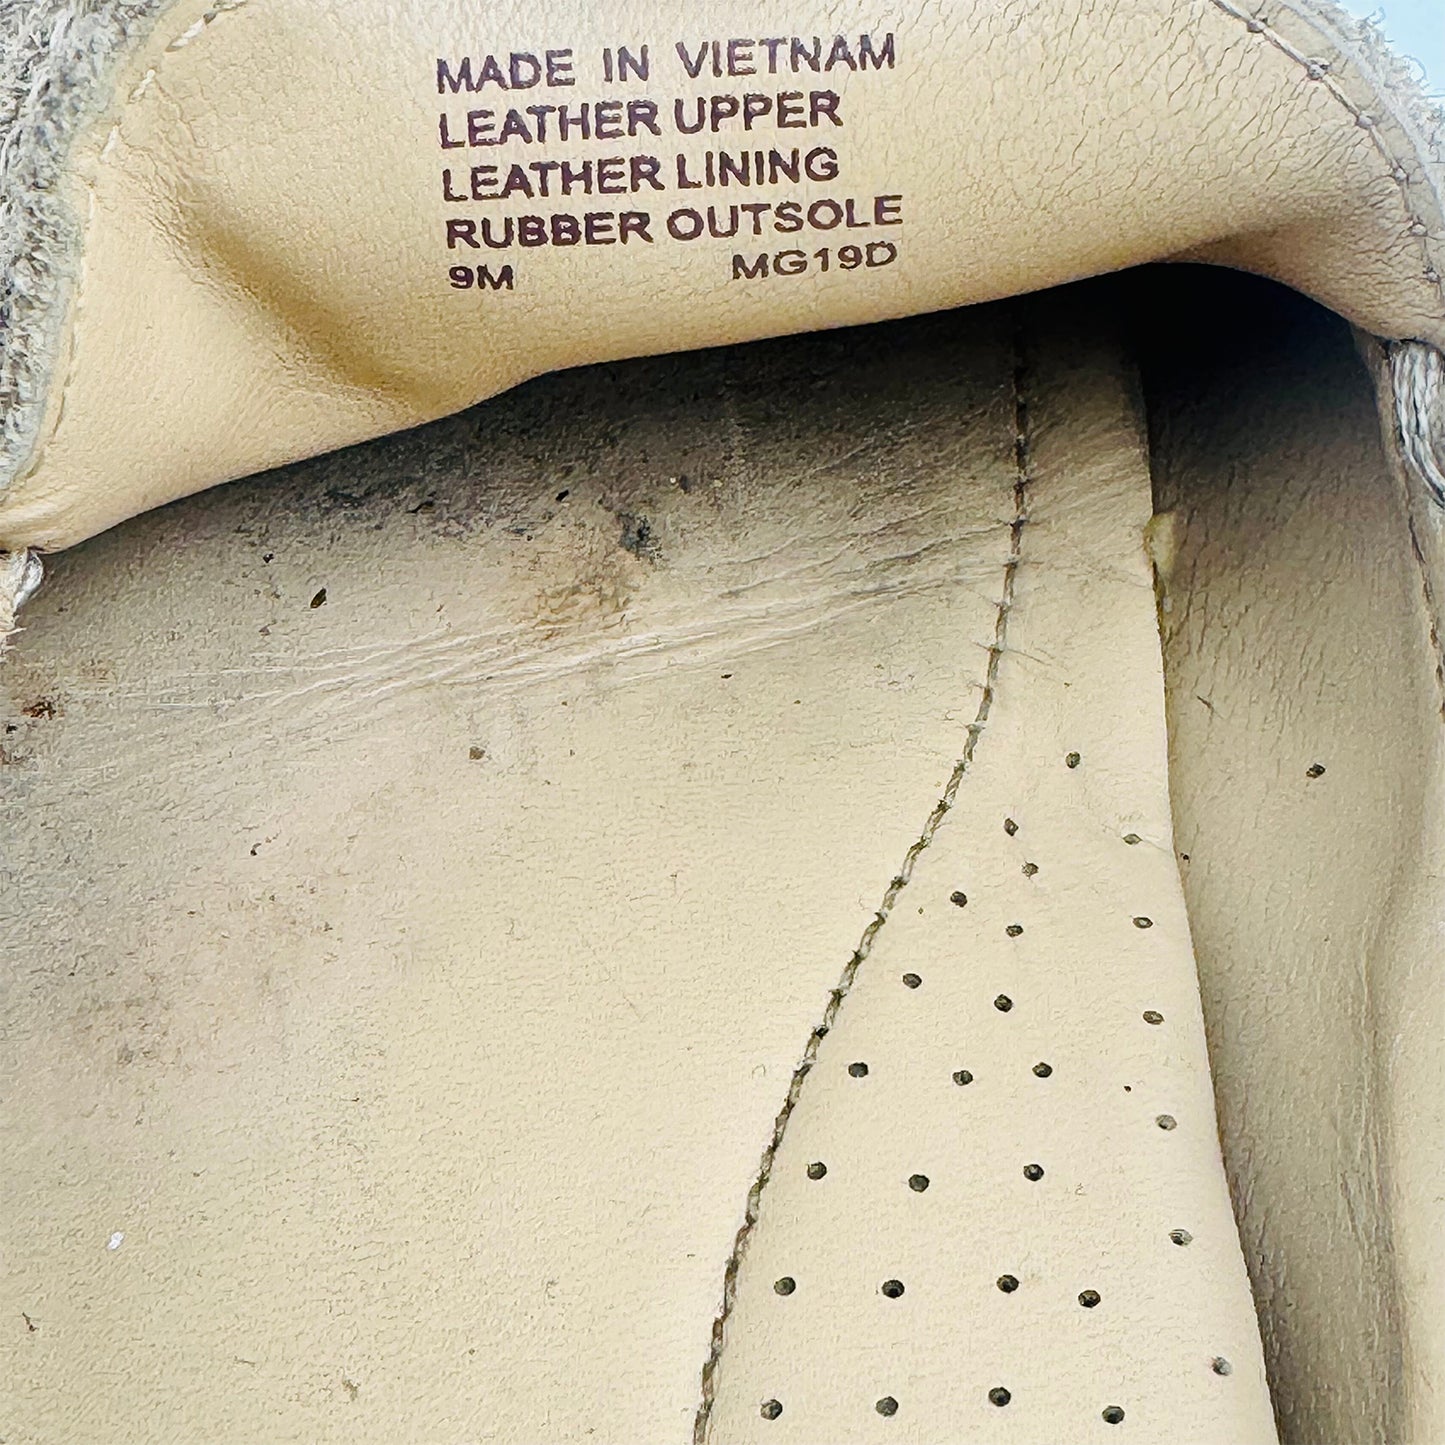 MADE IN VIETNAM
LEATHER UPPER
LEATHER LINING
RUBBER OUTSOLE
9M MG19D